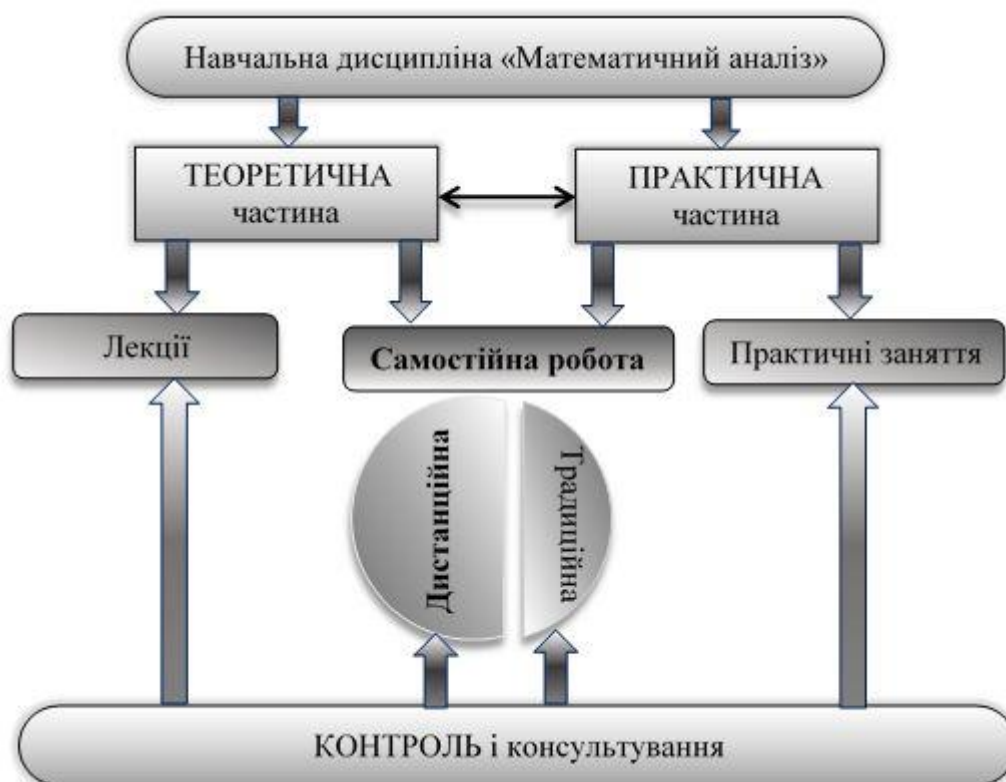 Навчальна дисципліна «Математичний аналіз»
ТЕОРЕТИЧНА
частина
ПРАКТИЧНА
частина
Лекції
Самостійна робота
Практичні заняття
Дистанційна
Традиційна
КОНТРОЛЬ і консультування